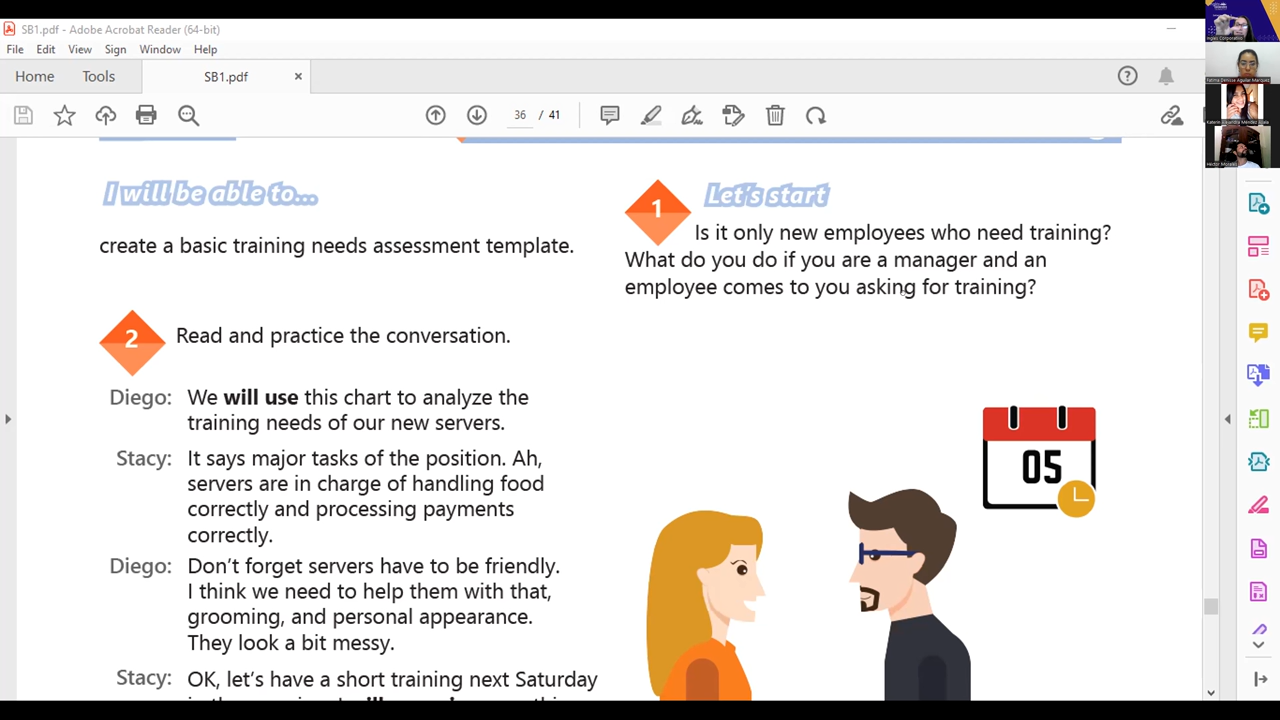 SB1.pdf - Adobe Acrobat Reader (64-bit)
File Edit View Sign Window Help
Home Tools SB1.pdf
36 / 41
I will be able to...
create a basic training needs assessment template.
1 Let's start
Is it only new employees who need training?
What do you do if you are a manager and an
employee comes to you asking for training?
2 Read and practice the conversation.
Diego: We will use this chart to analyze the
training needs of our new servers.
Stacy: It says major tasks of the position. Ah,
servers are in charge of handling food
correctly and processing payments
correctly.
Diego: Don't forget servers have to be friendly.
I think we need to help them with that,
grooming, and personal appearance.
They look a bit messy.
Stacy: OK, let's have a short training next Saturday
05